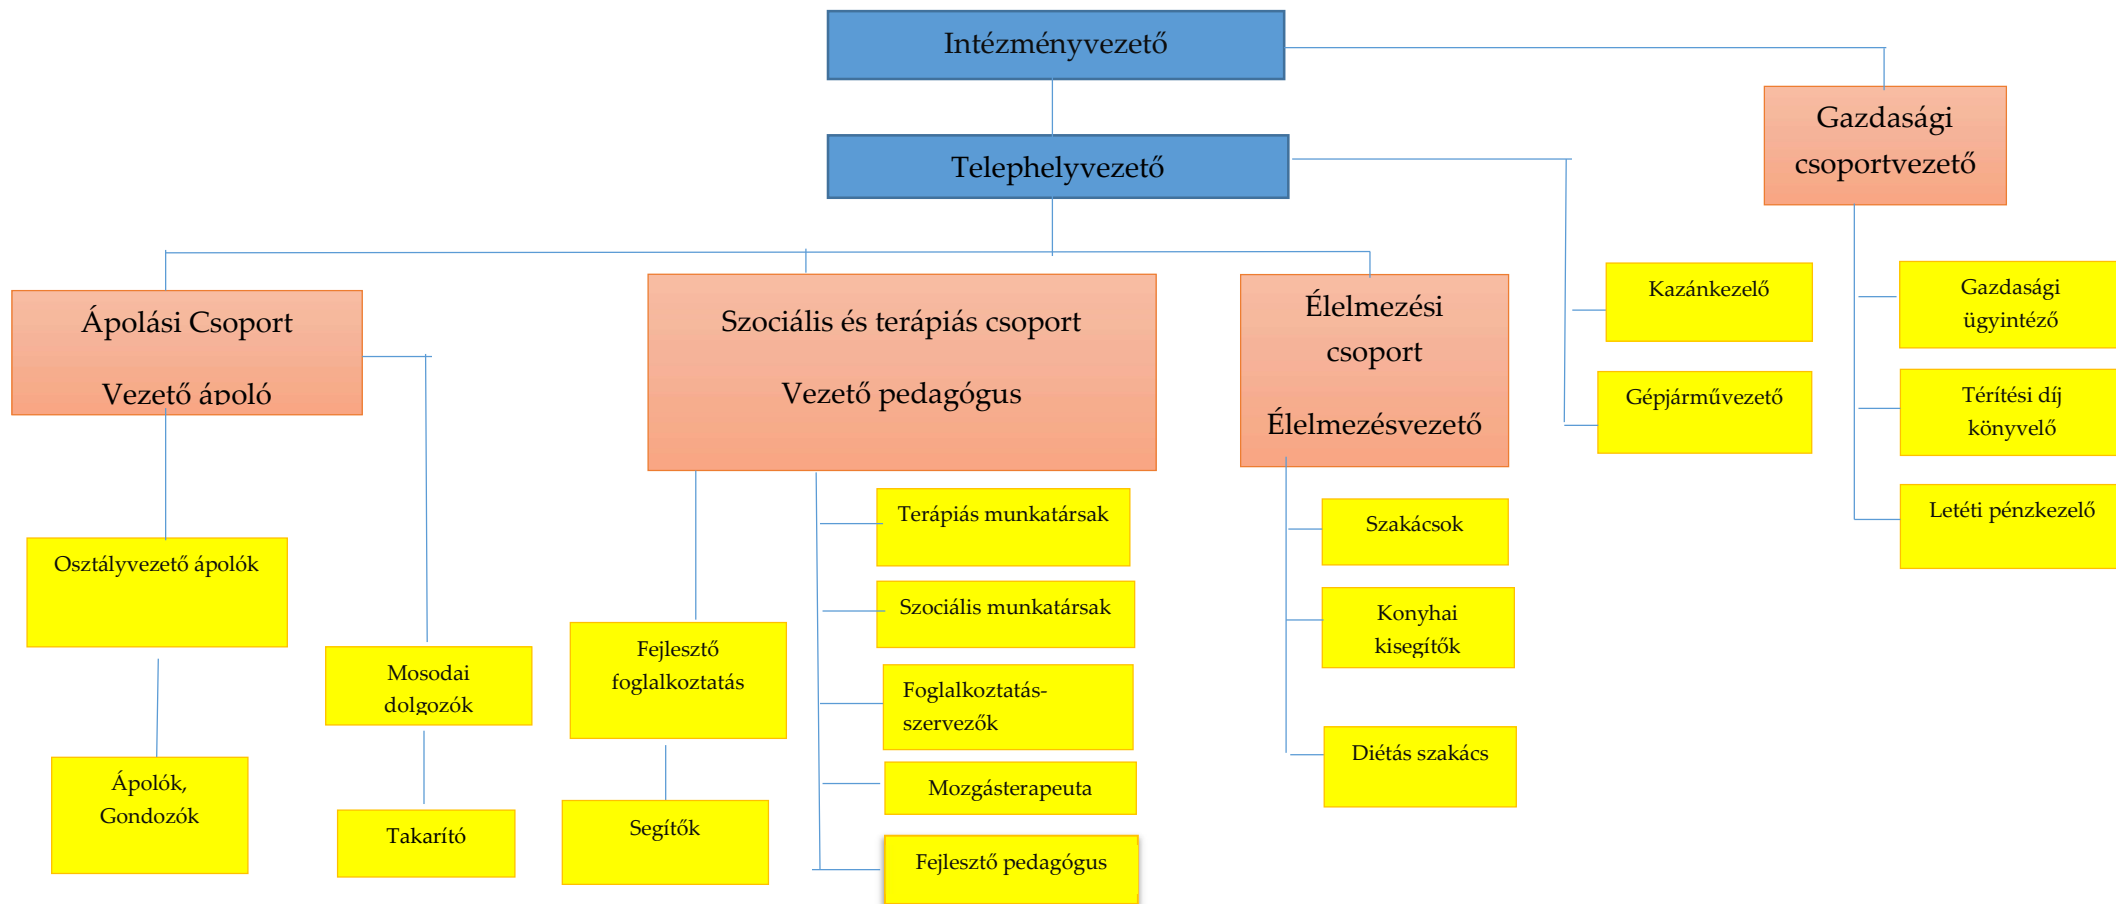 Intézményvezető
Gazdasági
csoportvezető
Telephelyvezető
Ápolási Csoport
Vezető ápoló
Szociális és terápiás csoport
Vezető pedagógus
Élelmezési
csoport
Élelmezésvezető
Kazánkezelő
Gépjárművezető
Gazdasági
ügyintéző
Térítési díj
könyvelő
Letéti pénzkezelő
Osztályvezető ápolók
Ápolók,
Gondozók
Mosodai
dolgozók
Takarító
Fejlesztő
foglalkoztatás
Segítők
Terápiás munkatársak
Szociális munkatársak
Foglalkoztatás-
szervezők
Mozgásterapeuta
Fejlesztő pedagógus
Szakácsok
Konyhai
kisegítők
Diétás szakács